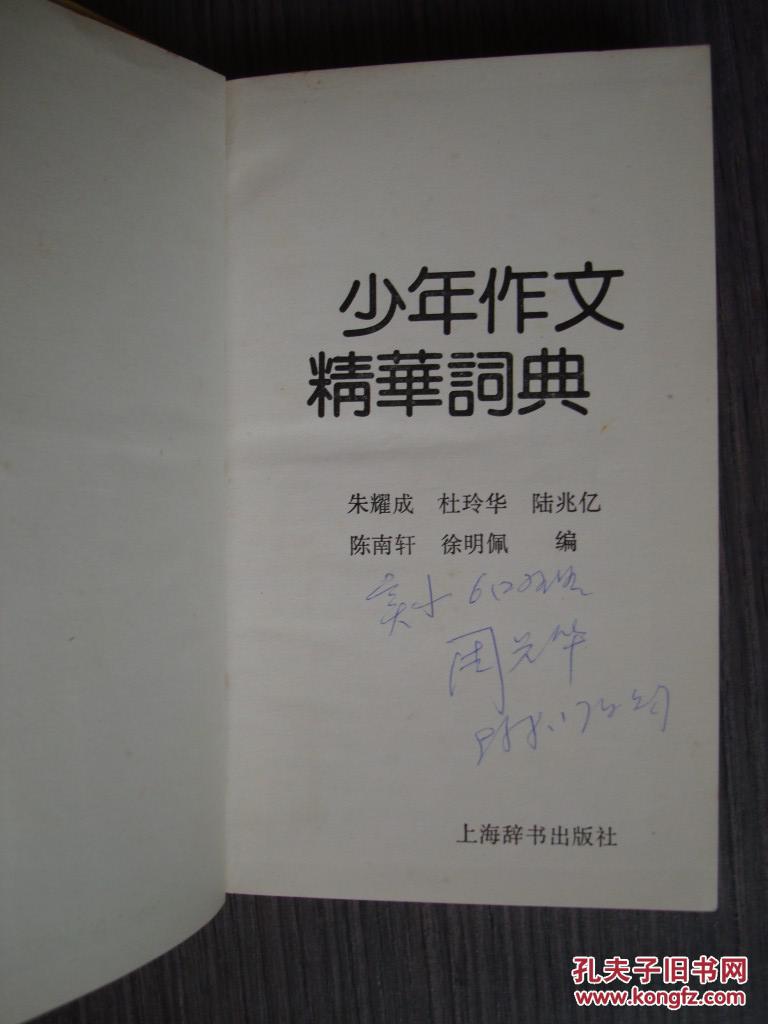 少年作文
精華詞典
朱耀成 杜玲华 陆兆亿
陈南轩 徐明佩 编
实小
周光华
上海辞书出版社
孔夫子旧书网
www.kongfz.com